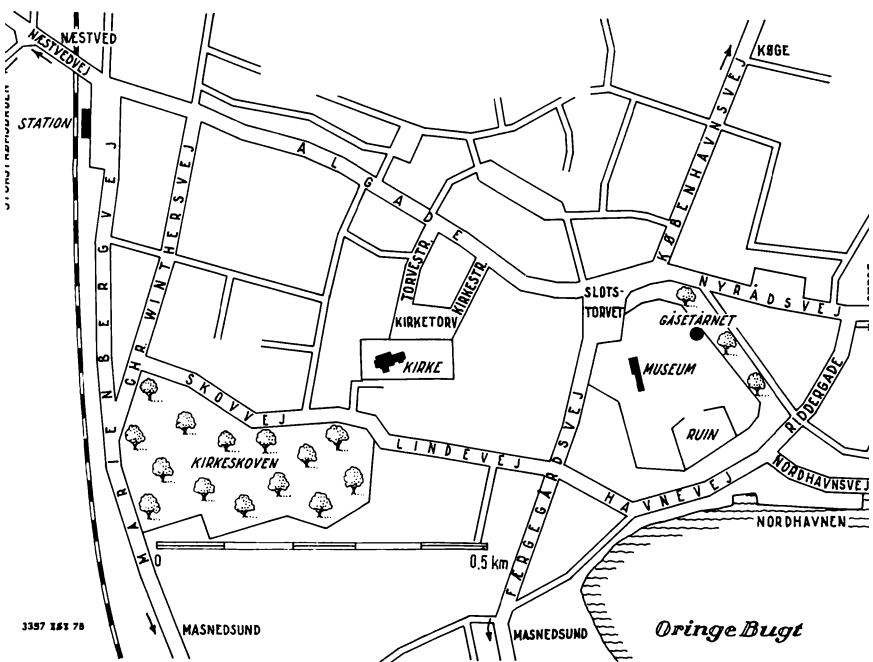 NÆSTVED
NÆSTVEDVEJ
KØGE
STATION
ALGADE
KØBENHAVNSVEJ
CHR. WINTHERSVEJ
MARIENBERGVEJ
TORVESTR.
KIRKESTR.
KIRKETORV
KIRKE
SLOTS-
TORVET
NYRÅDSVEJ
GÅSETÅRNET
MUSEUM
RUIN
RIDDERGADE
SKOVVEJ
LINDEVEJ
HAVNEVEJ
FÆRGEGÅRDSVEJ
KIRKESKOVEN
NORDHAVNSVEJ
NORDHAVNEN
0 0,5 km
MASNEDSUND
MASNEDSUND
Oringe Bugt